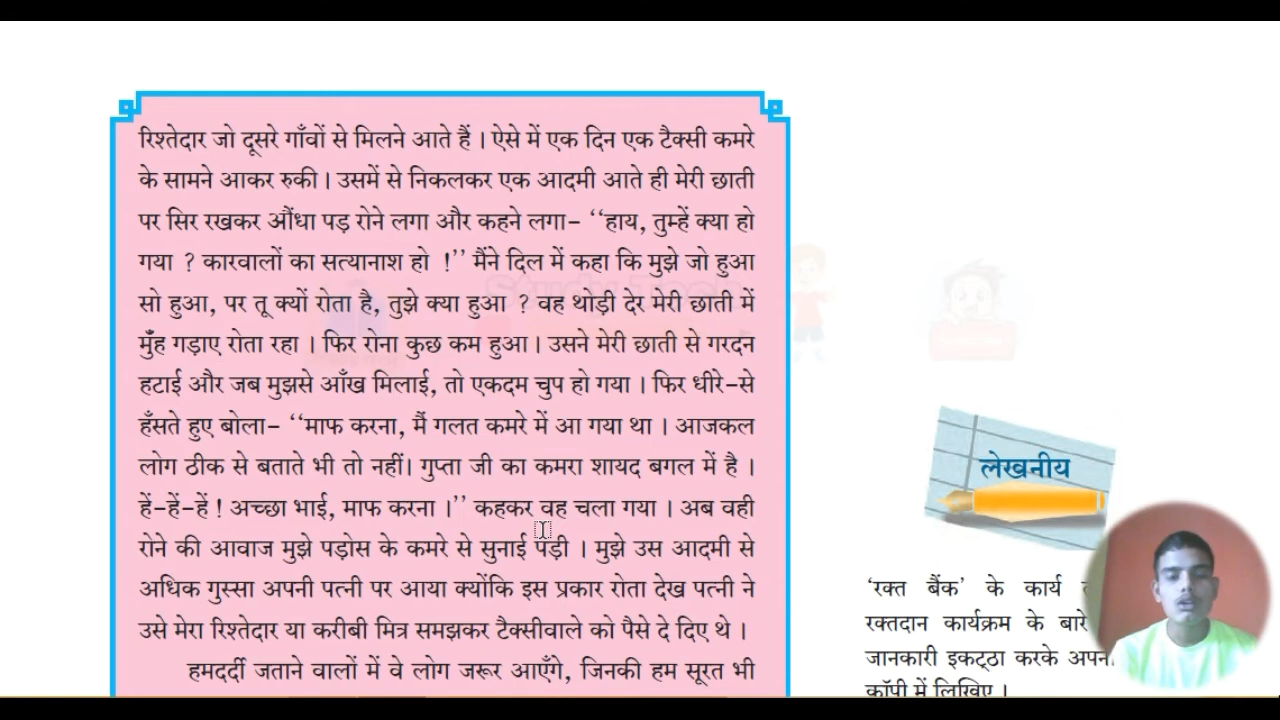 रिश्तेदार जो दूसरे गाँवों से मिलने आते हैं । ऐसे में एक दिन एक टैक्सी कमरे
के सामने आकर रुकी । उसमें से निकलकर एक आदमी आते ही मेरी छाती
पर सिर रखकर औंधा पड़ रोने लगा और कहने लगा– ‘‘हाय, तुम्हें क्या हो
गया ? कारवालों का सत्यानाश हो !’’ मैंने दिल में कहा कि मुझे जो हुआ
सो हुआ, पर तू क्यों रोता है, तुझे क्या हुआ ? वह थोड़ी देर मेरी छाती में
मुँह गड़ाए रोता रहा । फिर रोना कुछ कम हुआ । उसने मेरी छाती से गरदन
हटाई और जब मुझसे आँख मिलाई, तो एकदम चुप हो गया । फिर धीरे–से
हँसते हुए बोला– ‘‘माफ करना, मैं गलत कमरे में आ गया था । आजकल
लोग ठीक से बताते भी तो नहीं। गुप्ता जी का कमरा शायद बगल में है ।
हें–हें–हें ! अच्छा भाई, माफ करना ।’’ कहकर वह चला गया । अब वही
रोने की आवाज मुझे पड़ोस के कमरे से सुनाई पड़ी । मुझे उस आदमी से
अधिक गुस्सा अपनी पत्नी पर आया क्योंकि इस प्रकार रोता देख पत्नी ने
उसे मेरा रिश्तेदार या करीबी मित्र समझकर टैक्सीवाले को पैसे दे दिए थे ।
हमदर्दी जताने वालों में वे लोग जरूर आएँगे, जिनकी हम सूरत भी
लेखनीय
‘रक्त बैंक’ के कार्य
रक्तदान कार्यक्रम के बारे
जानकारी इकट्ठा करके अपनी
कॉपी में लिखिए ।